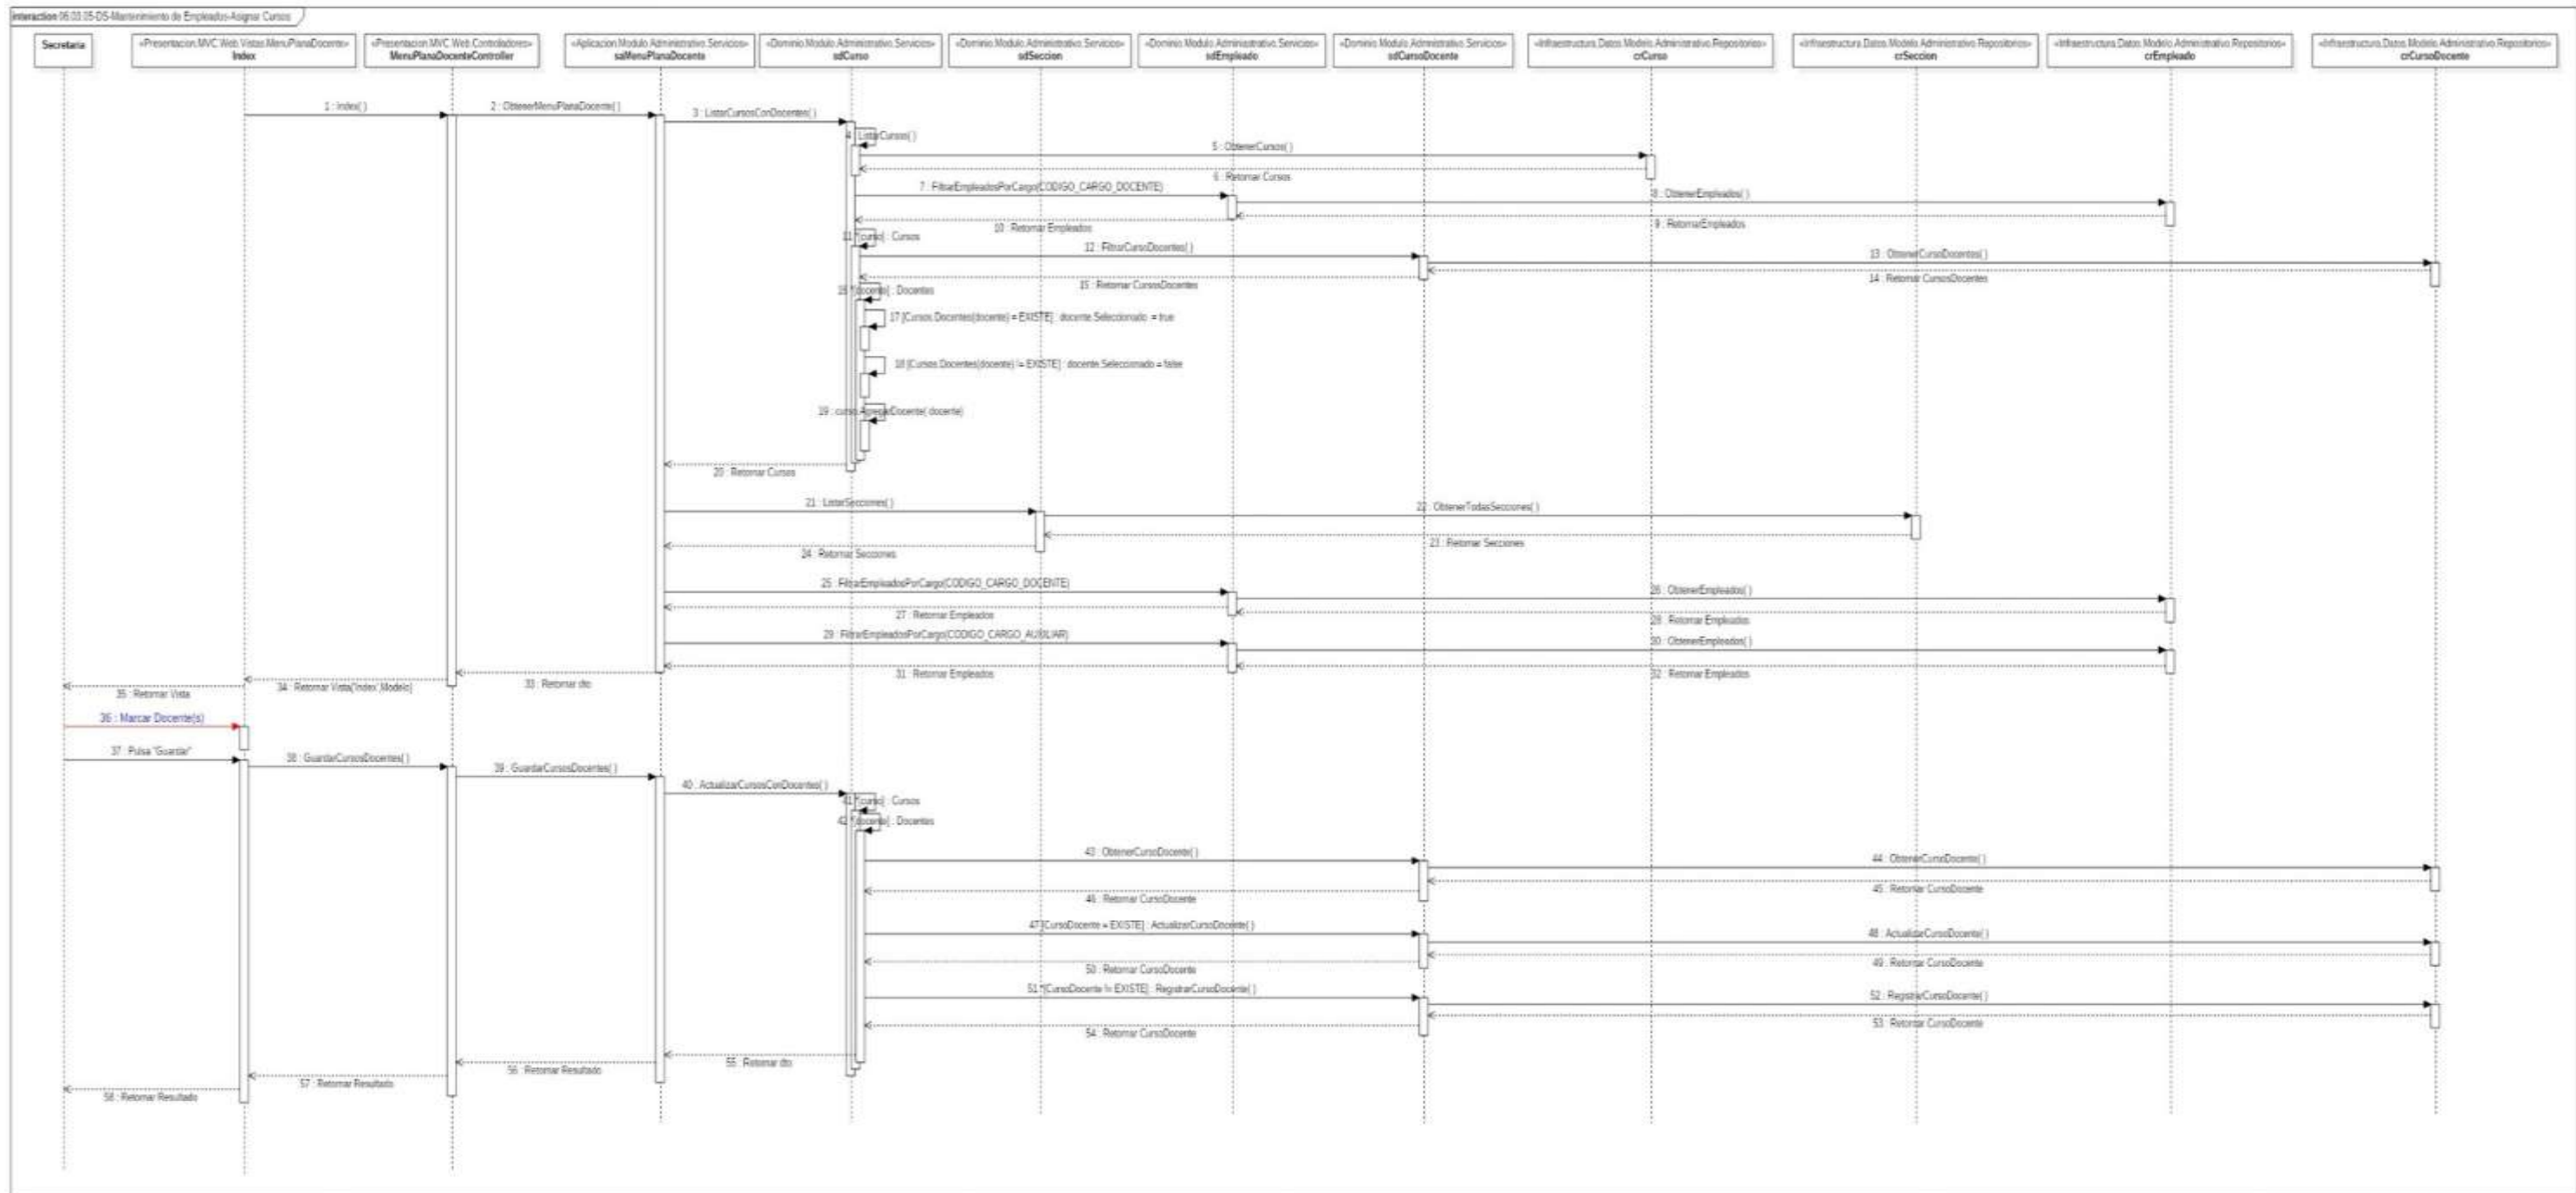 interaction 06.03.05-DS-Mantenimiento de Empleados-Asignar Cursos
Secretaria
«Presentacion.MVC.Web.Vistas.MenuPlanaDocente»
Index
«Presentacion.MVC.Web.Controladores»
MenuPlanaDocenteController
«Aplicacion.Modulo.Administrativo.Servicios»
saMenuPlanaDocente
«Dominio.Modulo.Administrativo.Servicios»
sdCurso
«Dominio.Modulo.Administrativo.Servicios»
sdSeccion
«Dominio.Modulo.Administrativo.Servicios»
sdEmpleado
«Dominio.Modulo.Administrativo.Servicios»
sdCursoDocente
«Infraestructura.Datos.Modelo.Administrativo.Repositorios»
crCurso
«Infraestructura.Datos.Modelo.Administrativo.Repositorios»
crSeccion
«Infraestructura.Datos.Modelo.Administrativo.Repositorios»
crEmpleado
«Infraestructura.Datos.Modelo.Administrativo.Repositorios»
crCursoDocente
1 : Index( )
2 : ObtenerMenuPlanaDocente( )
3 : ListarCursosConDocentes( )
4 : ListarCursos( )
5 : ObtenerCursos( )
6 : Retornar Cursos
7 : FiltrarEmpleadosPorCargo(CODIGO_CARGO_DOCENTE)
8 : ObtenerEmpleados( )
9 : RetornarEmpleados
10 : Retornar Empleados
11 *[curso] : Cursos
12 : FiltrarCursoDocentes( )
13 : ObtenerCursoDocentes( )
14 : Retornar CursosDocentes
15 : Retornar CursosDocentes
16 *[docente] : Docentes
17 [Cursos.Docentes(docente) = EXISTE] : docente.Seleccionado = true
18 [Cursos.Docentes(docente) != EXISTE] : docente.Seleccionado = false
19 : curso.AgregarDocente( docente)
20 : Retornar Cursos
21 : ListarSecciones( )
22 : ObtenerTodasSecciones( )
23 : Retornar Secciones
24 : Retornar Secciones
25 : FiltrarEmpleadosPorCargo(CODIGO_CARGO_DOCENTE)
26 : ObtenerEmpleados( )
27 : Retornar Empleados
28 : Retornar Empleados
29 : FiltrarEmpleadosPorCargo(CODIGO_CARGO_AUXILIAR)
30 : ObtenerEmpleados( )
31 : Retornar Empleados
32 : Retornar Empleados
33 : Retornar dto
34 : Retornar Vista("Index",Modelo)
35 : Retornar Vista
36 : Marcar Docente(s)
37 : Pulsa "Guardar"
38 : GuardarCursosDocentes( )
39 : GuardarCursosDocentes( )
40 : ActualizarCursosConDocentes( )
41 *[curso] : Cursos
42 *[docente] : Docentes
43 : ObtenerCursoDocente( )
44 : ObtenerCursoDocente( )
45 : Retornar CursoDocente
46 : Retornar CursoDocente
47 [CursoDocente = EXISTE] : ActualizarCursoDocente( )
48 : ActualizarCursoDocente( )
49 : Retornar CursoDocente
50 : Retornar CursoDocente
51 *[CursoDocente != EXISTE] : RegistrarCursoDocente( )
52 : RegistrarCursoDocente( )
53 : Retornar CursoDocente
54 : Retornar CursoDocente
55 : Retornar dto
56 : Retornar Resultado
57 : Retornar Resultado
58 : Retornar Resultado